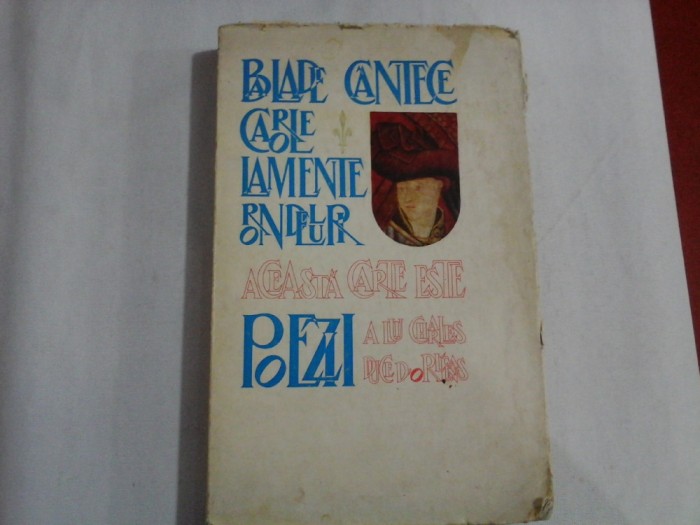 BALADE CÂNTECE
CAROLE
LAMENTE
RONDELURI
ACEASTĂ CARTE ESTE
POEZII A LUI CHARLES
DUCE D'ORLEANS